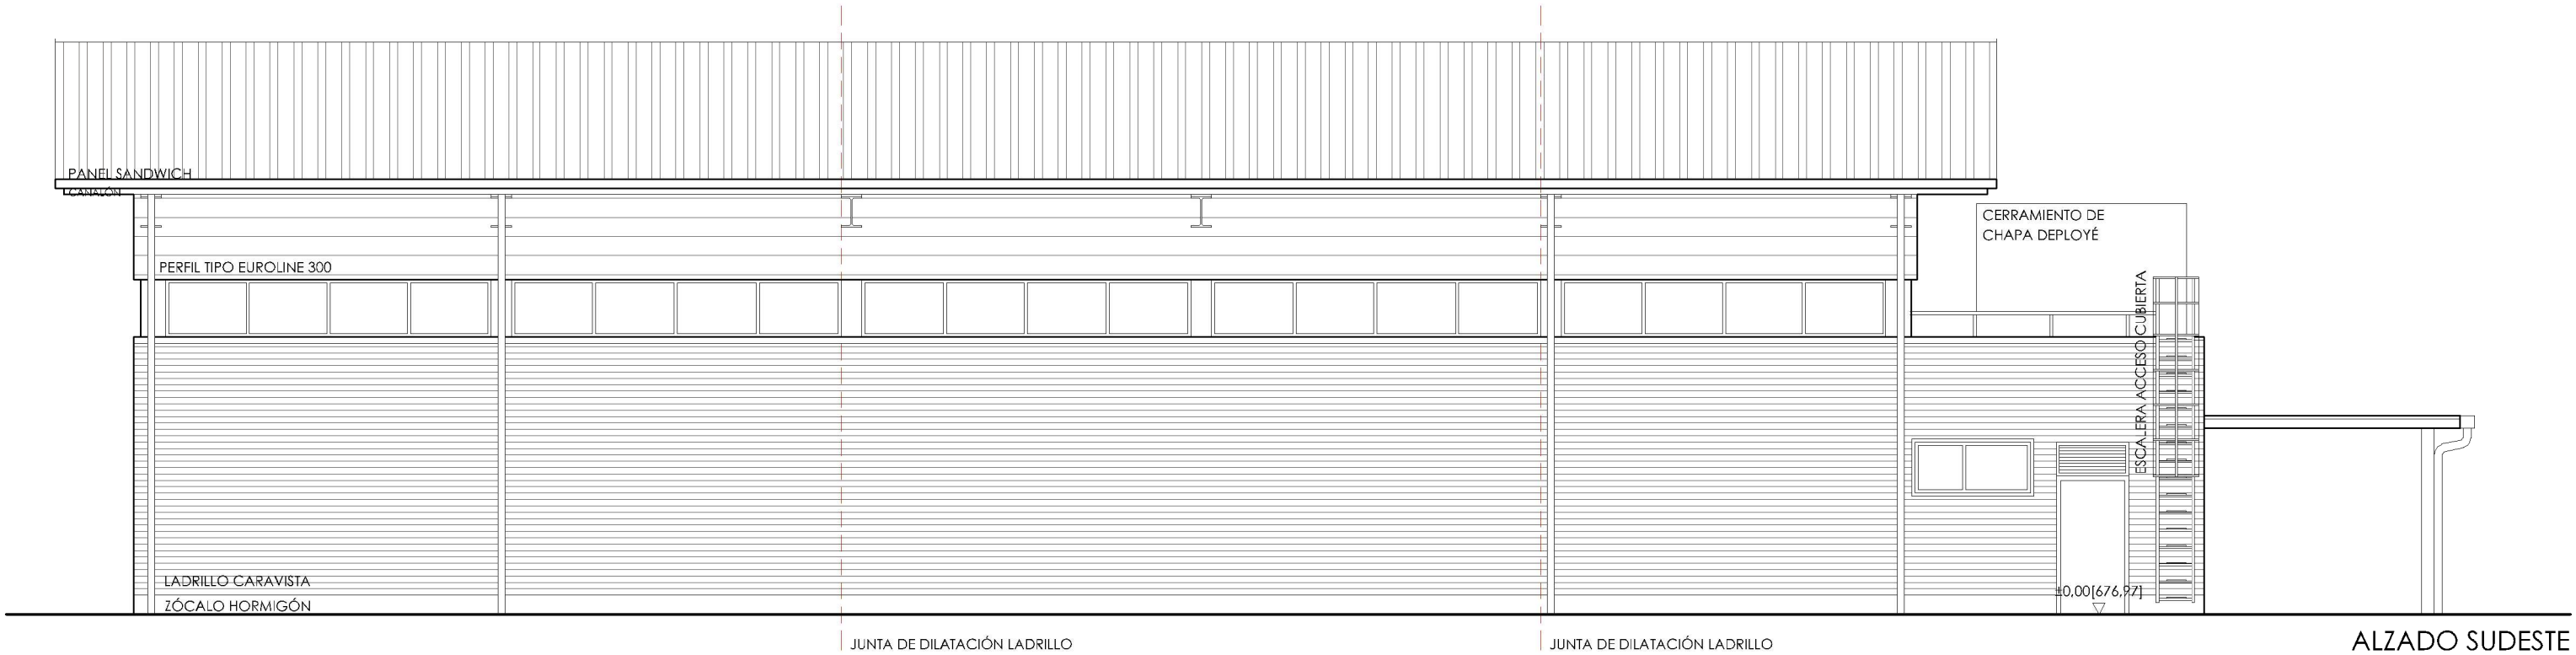 PANEL SANDWICH
CANALÓN
CERRAMIENTO DE
CHAPA DEPLOYÉ
PERFIL TIPO EUROLINE 300
ESCALERA ACCESO CUBIERTA
LADRILLO CARAVISTA
ZÓCALO HORMIGÓN
±0,00[676,97]
JUNTA DE DILATACIÓN LADRILLO
JUNTA DE DILATACIÓN LADRILLO
ALZADO SUDESTE